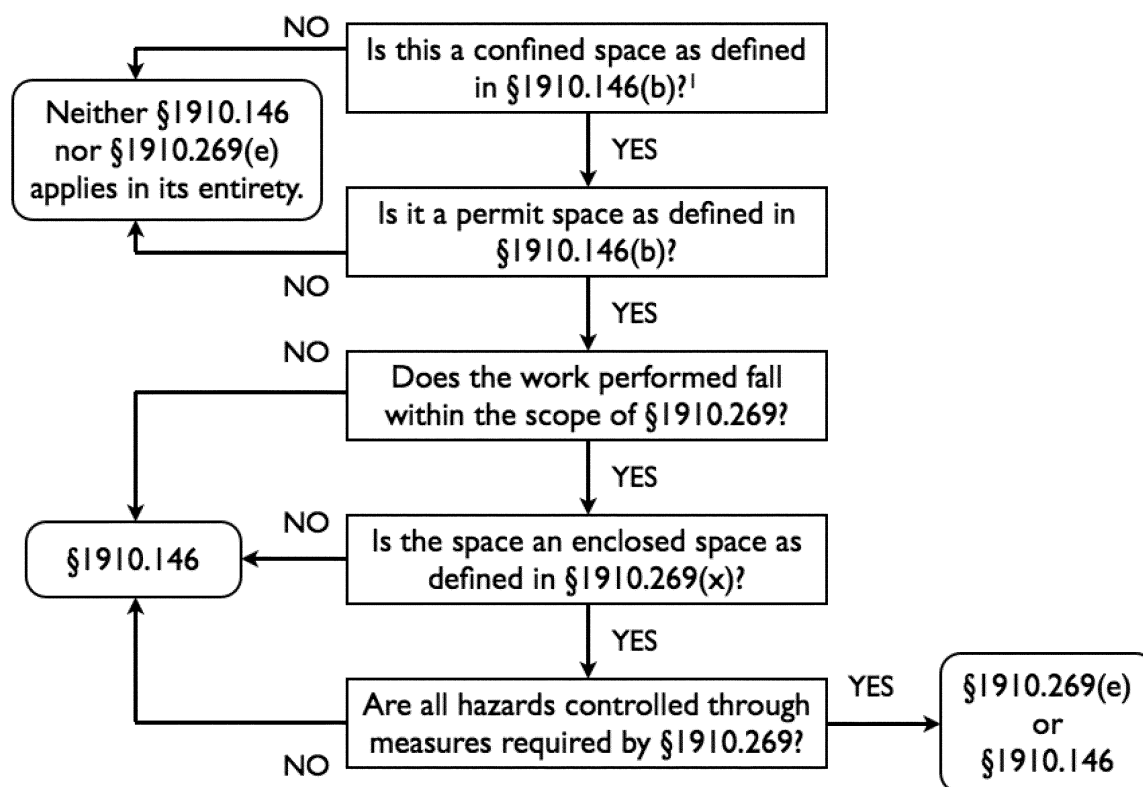 NO
Is this a confined space as defined
in §1910.146(b)?¹
Neither §1910.146
nor §1910.269(e)
applies in its entirety.
YES
Is it a permit space as defined in
§1910.146(b)?
NO
YES
NO
Does the work performed fall
within the scope of §1910.269?
YES
NO
Is the space an enclosed space as
defined in §1910.269(x)?
§1910.146
YES
Are all hazards controlled through
measures required by §1910.269?
YES
§1910.269(e)
or
§1910.146
NO